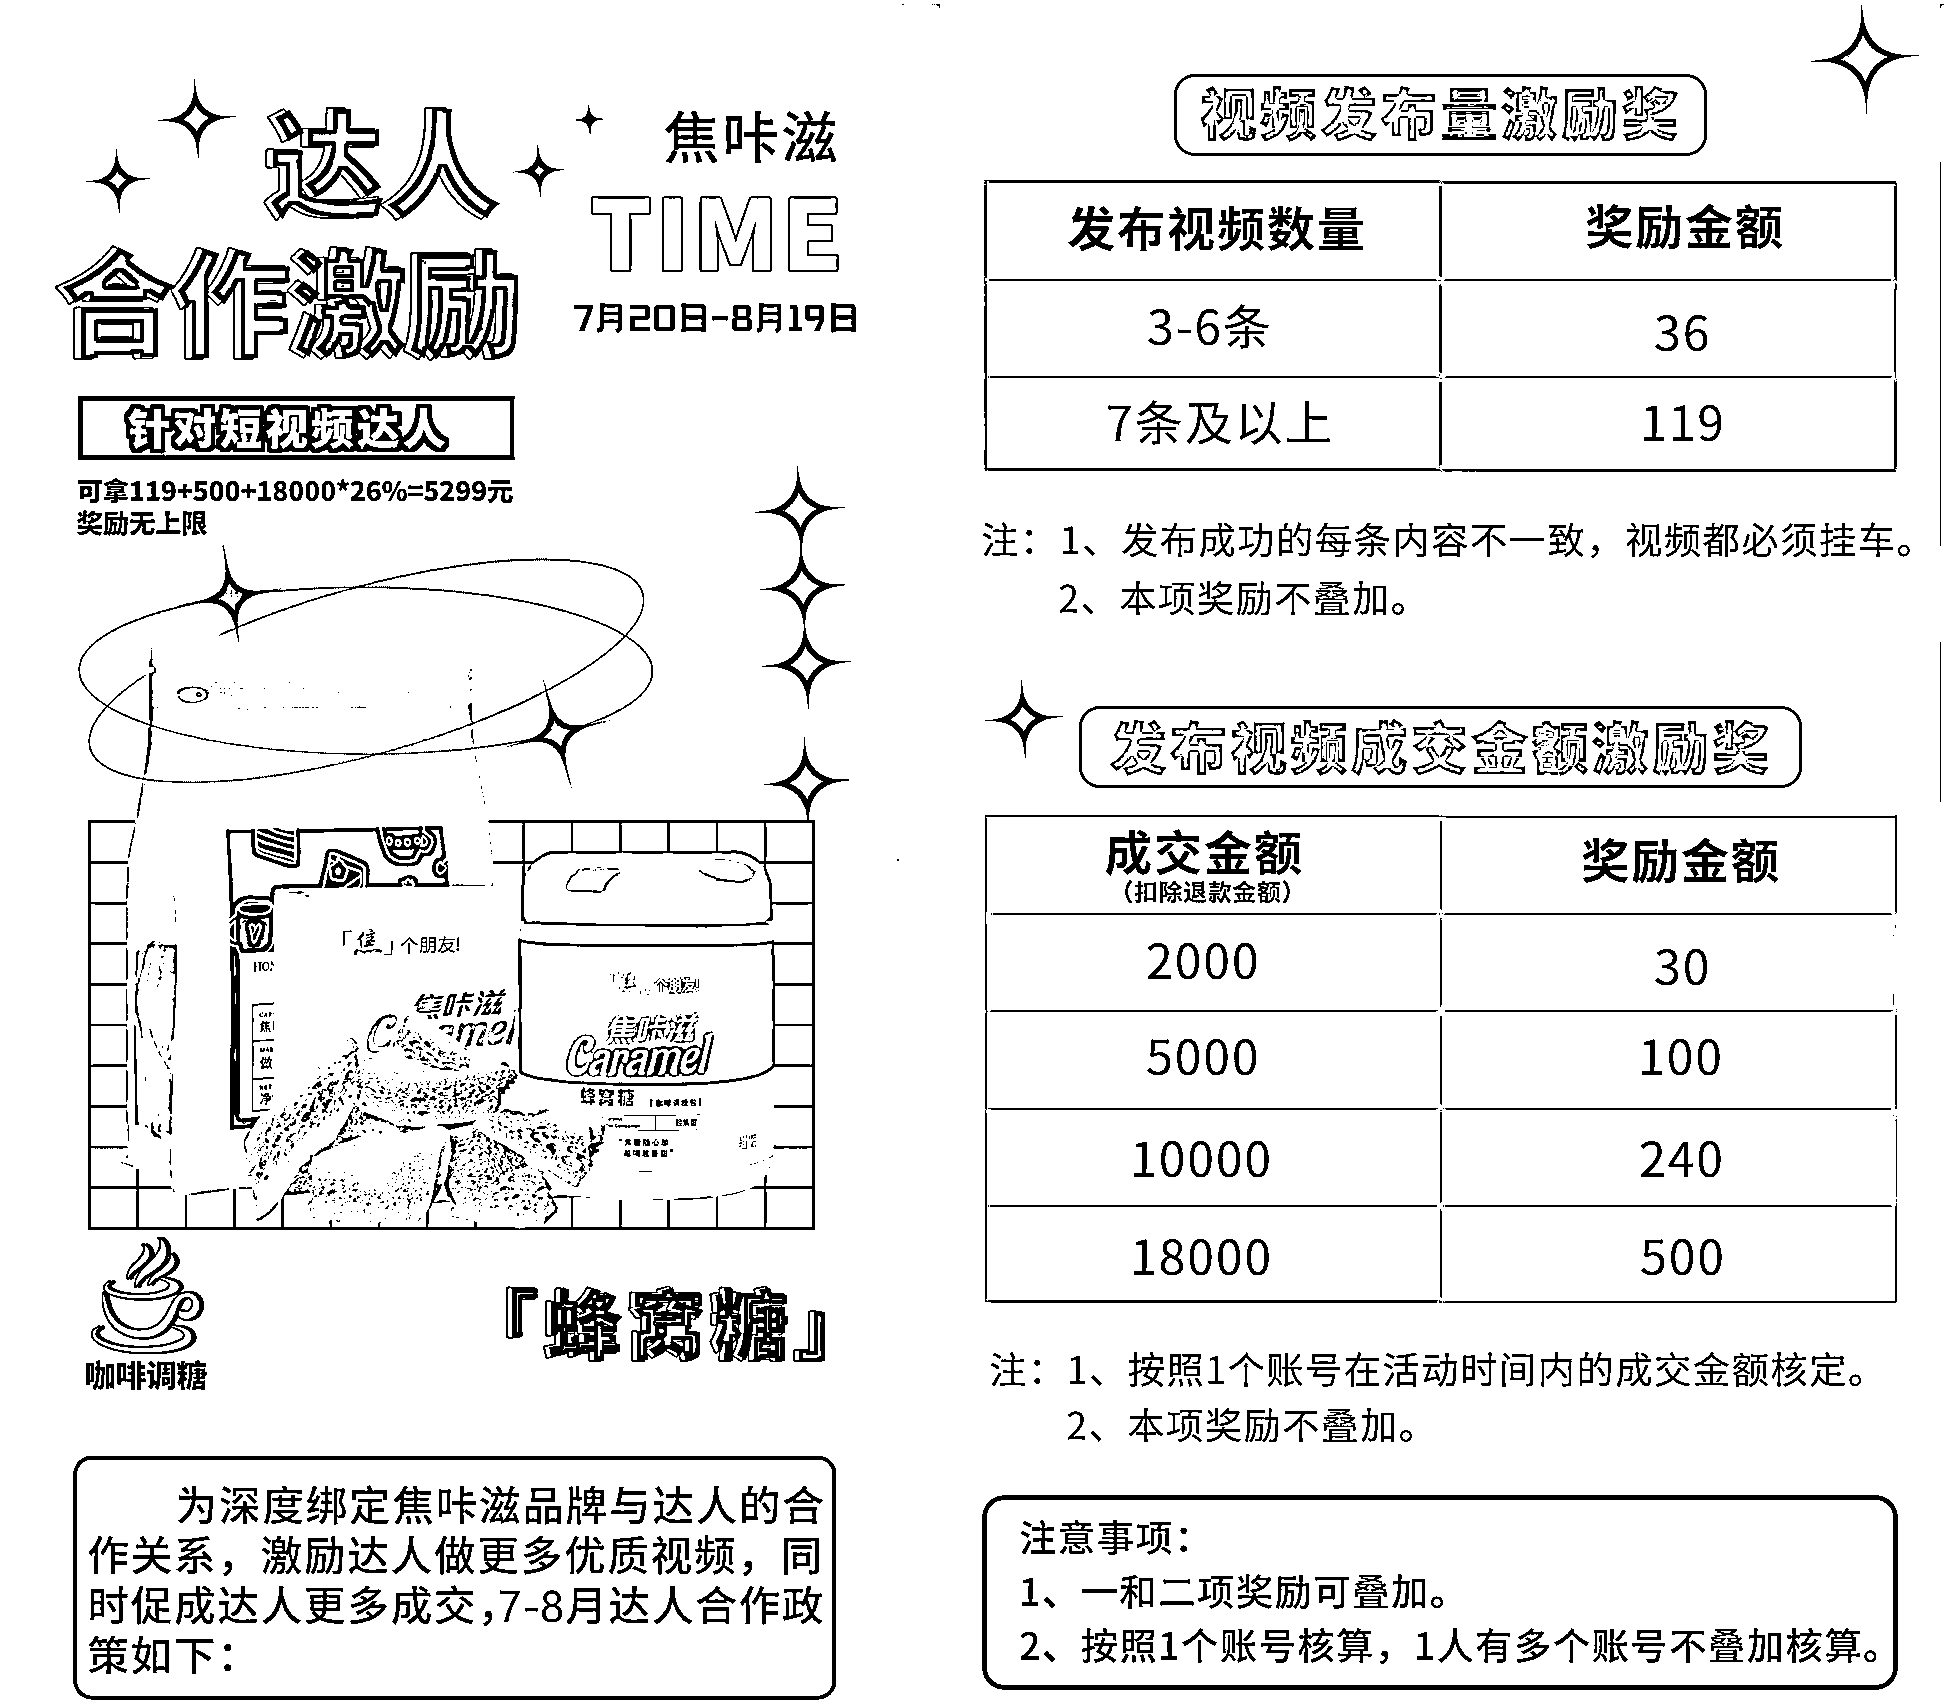 达人
合作激励
焦咔滋
TIME
7月20日-8月19日
针对短视频达人
可拿119+500+18000*26%=5299元
奖励无上限
「焦」个朋友!
焦咔滋
Caramel
HON
焦
做
净
「焦」个朋友!
焦咔滋
Caramel
蜂窝糖
咖啡调糖
『蜂窝糖』
为深度绑定焦咔滋品牌与达人的合
作关系，激励达人做更多优质视频，同
时促成达人更多成交,7-8月达人合作政
策如下：
视频发布量激励奖
发布视频数量 奖励金额
3-6条 36
7条及以上 119
注：1、发布成功的每条内容不一致，视频都必须挂车。
2、本项奖励不叠加。
发布视频成交金额激励奖
成交金额 奖励金额
（扣除退款金额）
2000 30
5000 100
10000 240
18000 500
注：1、按照1个账号在活动时间内的成交金额核定。
2、本项奖励不叠加。
注意事项：
1、一和二项奖励可叠加。
2、按照1个账号核算，1人有多个账号不叠加核算。